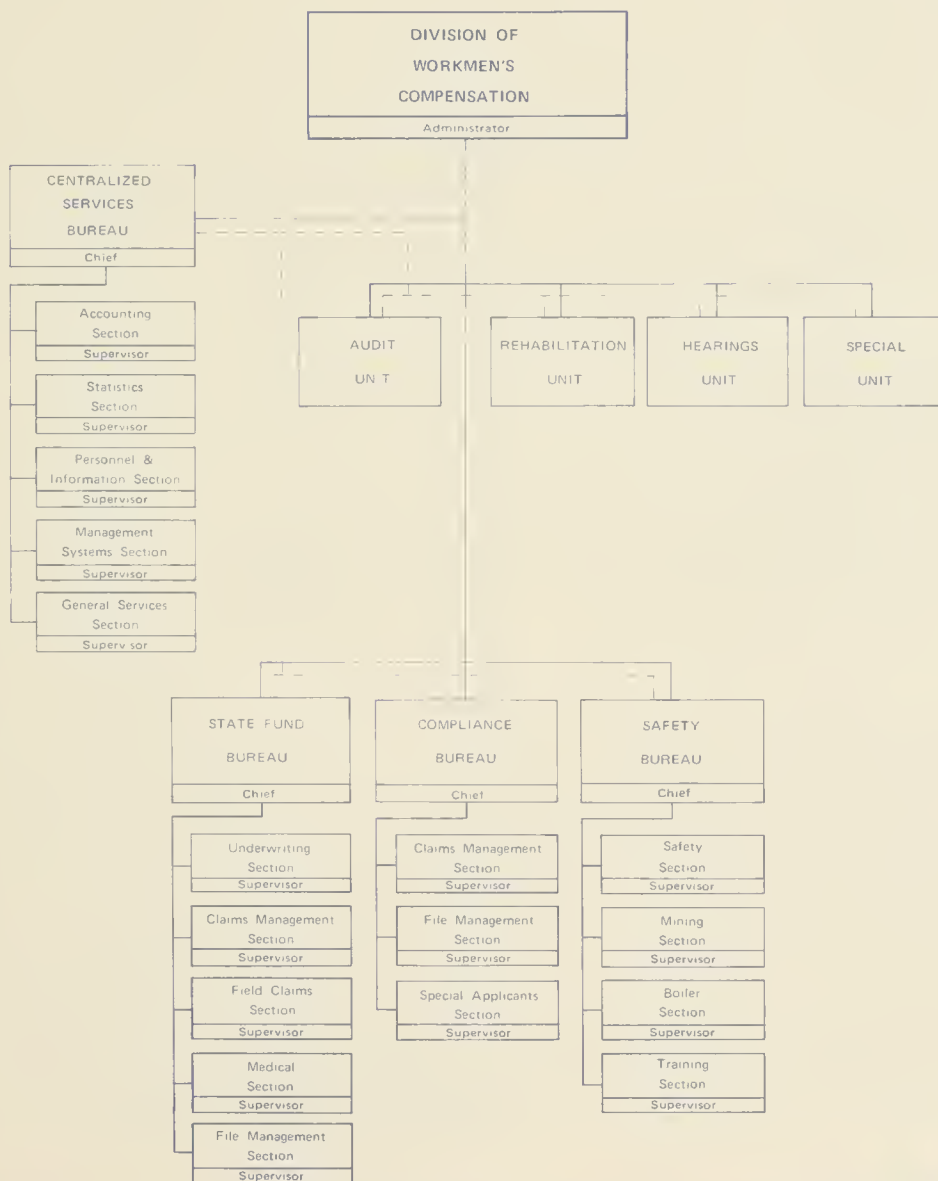 DIVISION OF
WORKMEN'S
COMPENSATION
Administrator
CENTRALIZED
SERVICES
BUREAU
Chief
Accounting
Section
Supervisor
Statistics
Section
Supervisor
Personnel &
Information Section
Supervisor
Management
Systems Section
Supervisor
General Services
Section
Supervisor
AUDIT
UNIT
REHABILITATION
UNIT
HEARINGS
UNIT
SPECIAL
UNIT
STATE FUND
BUREAU
Chief
Underwriting
Section
Supervisor
Claims Management
Section
Supervisor
Field Claims
Section
Supervisor
Medical
Section
Supervisor
File Management
Section
Supervisor
COMPLIANCE
BUREAU
Chief
Claims Management
Section
Supervisor
File Management
Section
Supervisor
Special Applicants
Section
Supervisor
SAFETY
BUREAU
Chief
Safety
Section
Supervisor
Mining
Section
Supervisor
Boiler
Section
Supervisor
Training
Section
Supervisor